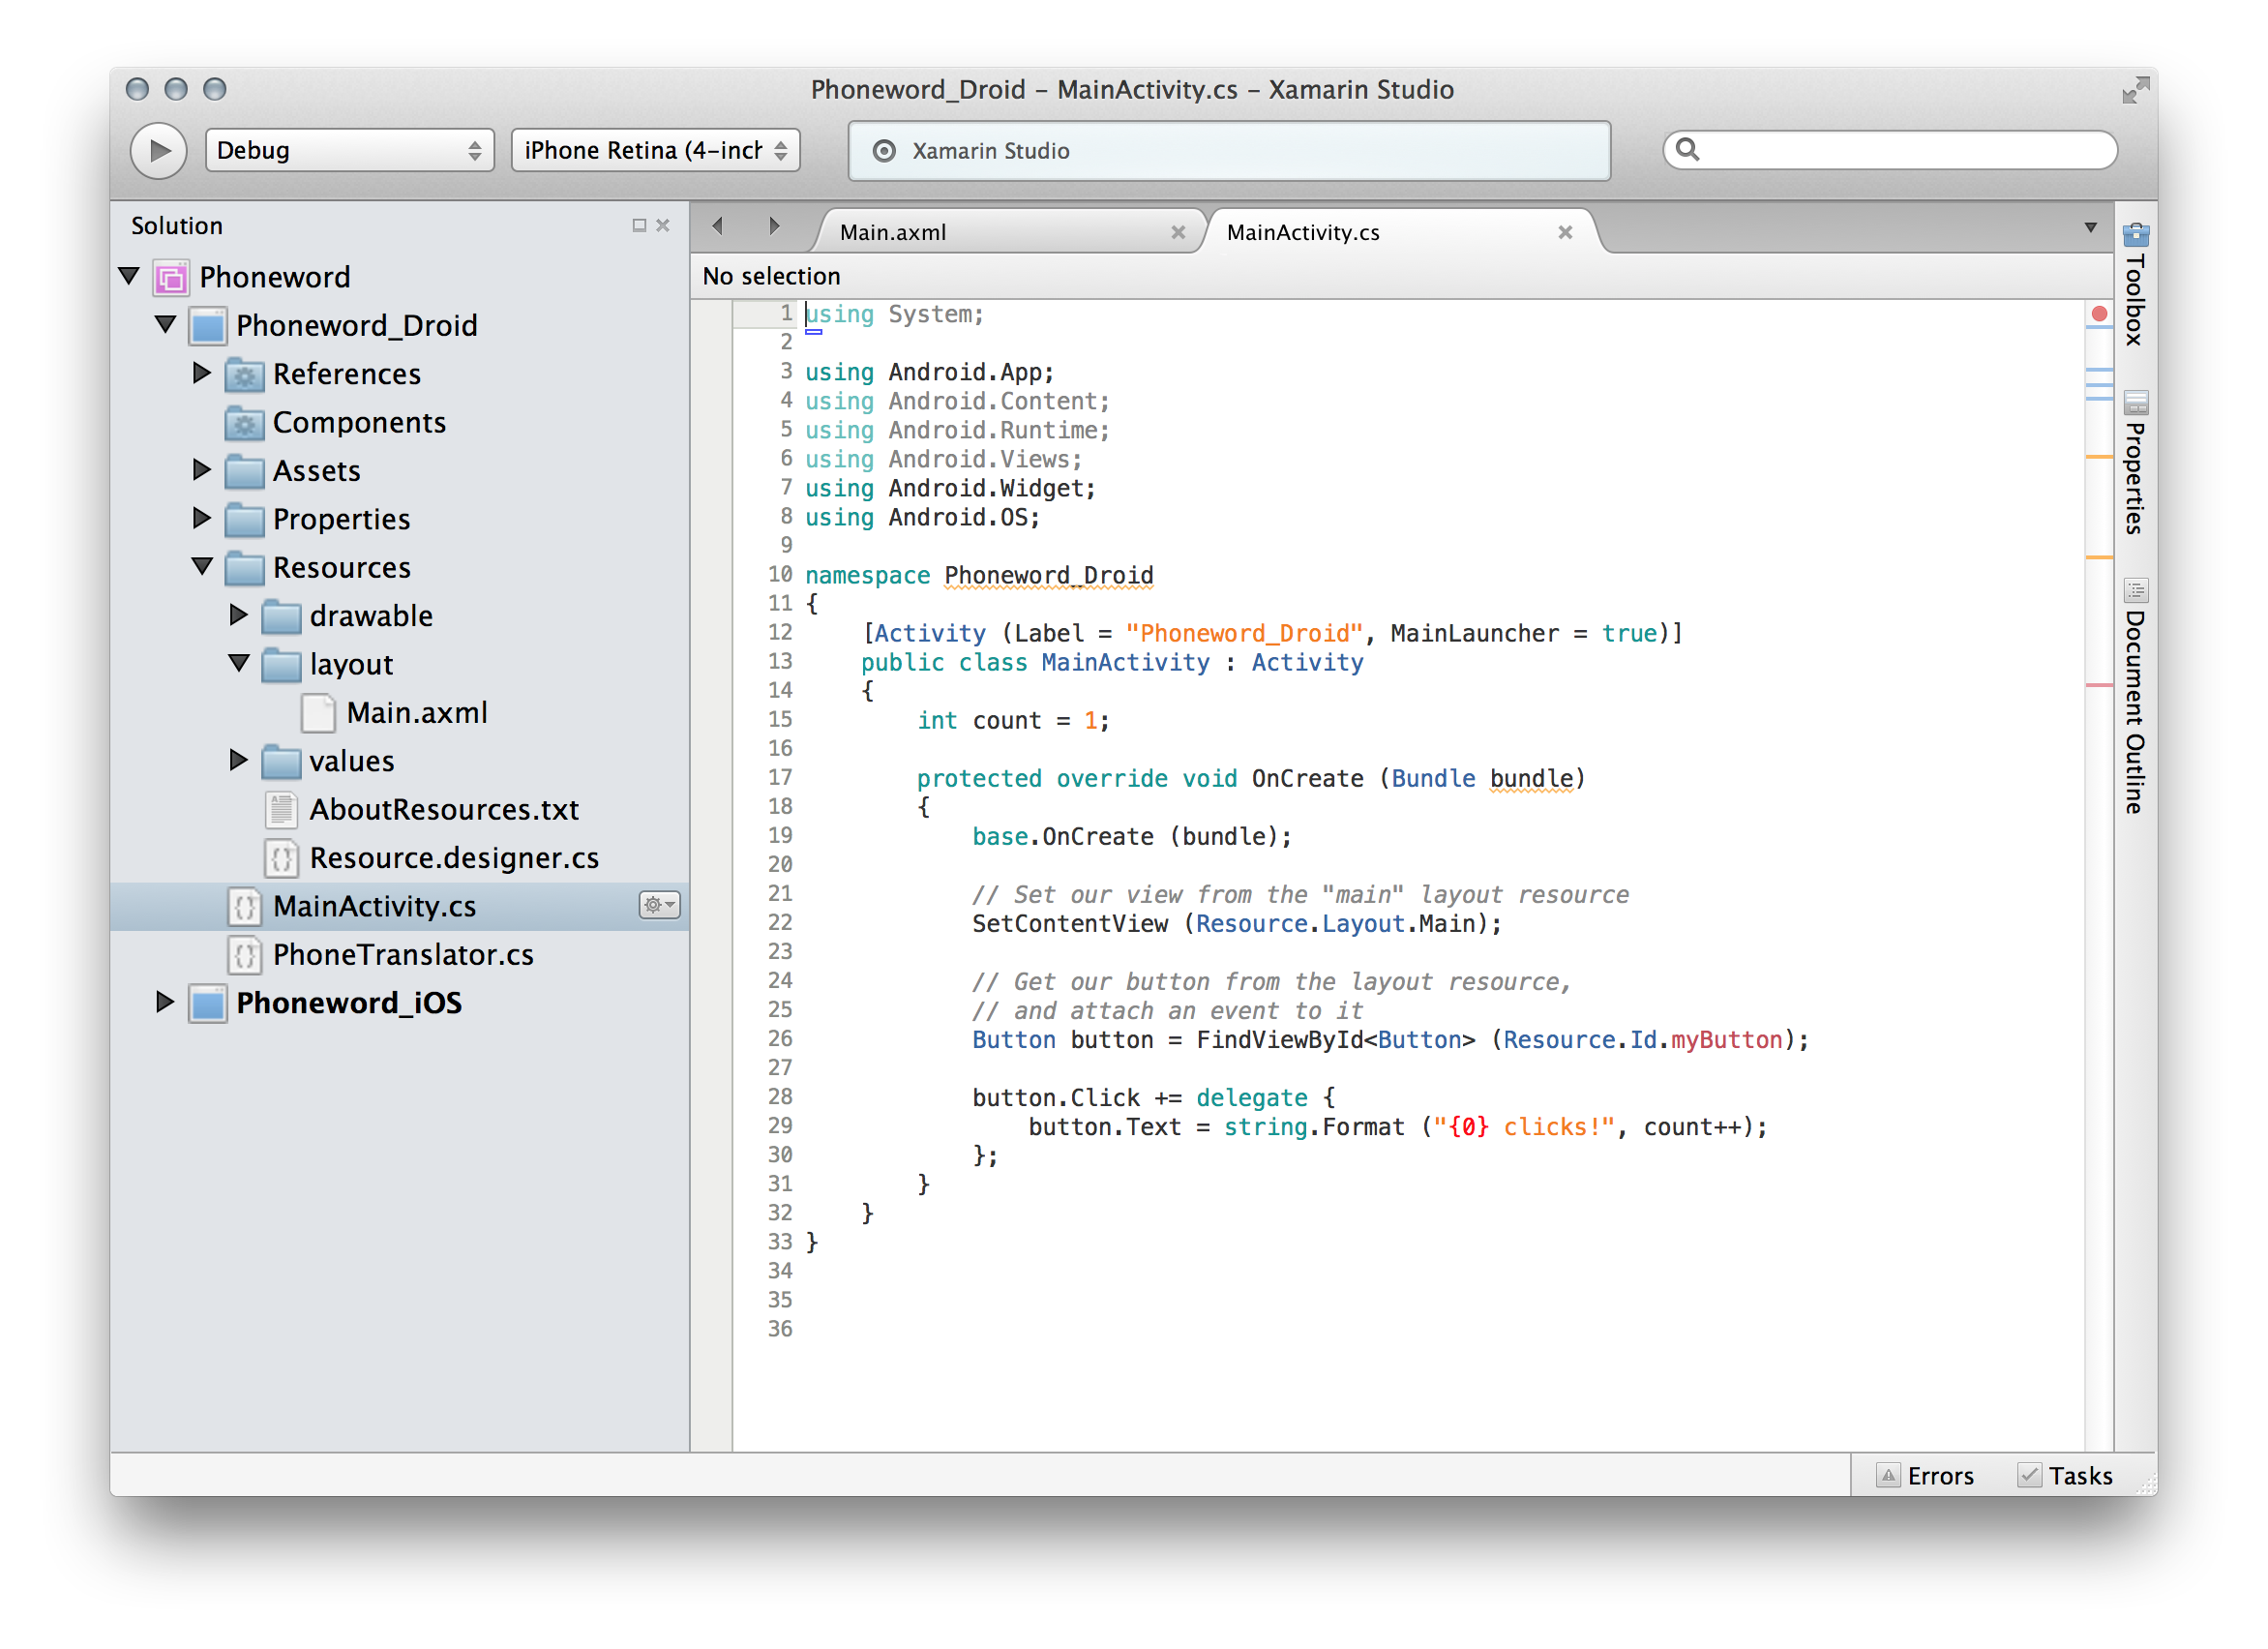 Phoneword_Droid – MainActivity.cs – Xamarin Studio
Debug
iPhone Retina (4-inch
Xamarin Studio
Solution
Phoneword
Phoneword_Droid
References
Components
Assets
Properties
Resources
drawable
layout
Main.axml
values
AboutResources.txt
Resource.designer.cs
MainActivity.cs
PhoneTranslator.cs
Phoneword_iOS
Main.axml
MainActivity.cs
No selection
1 using System;
2
3 using Android.App;
4 using Android.Content;
5 using Android.Runtime;
6 using Android.Views;
7 using Android.Widget;
8 using Android.OS;
9
10 namespace Phoneword_Droid
11 {
12 [Activity (Label = "Phoneword_Droid", MainLauncher = true)]
13 public class MainActivity : Activity
14 {
15 int count = 1;
16
17 protected override void OnCreate (Bundle bundle)
18 {
19 base.OnCreate (bundle);
20
21 // Set our view from the "main" layout resource
22 SetContentView (Resource.Layout.Main);
23
24 // Get our button from the layout resource,
25 // and attach an event to it
26 Button button = FindViewById<Button> (Resource.Id.myButton);
27
28 button.Click += delegate {
29 button.Text = string.Format ("{0} clicks!", count++);
30 };
31 }
32 }
33 }
34
35
36
Toolbox
Properties
Document Outline
Errors
Tasks